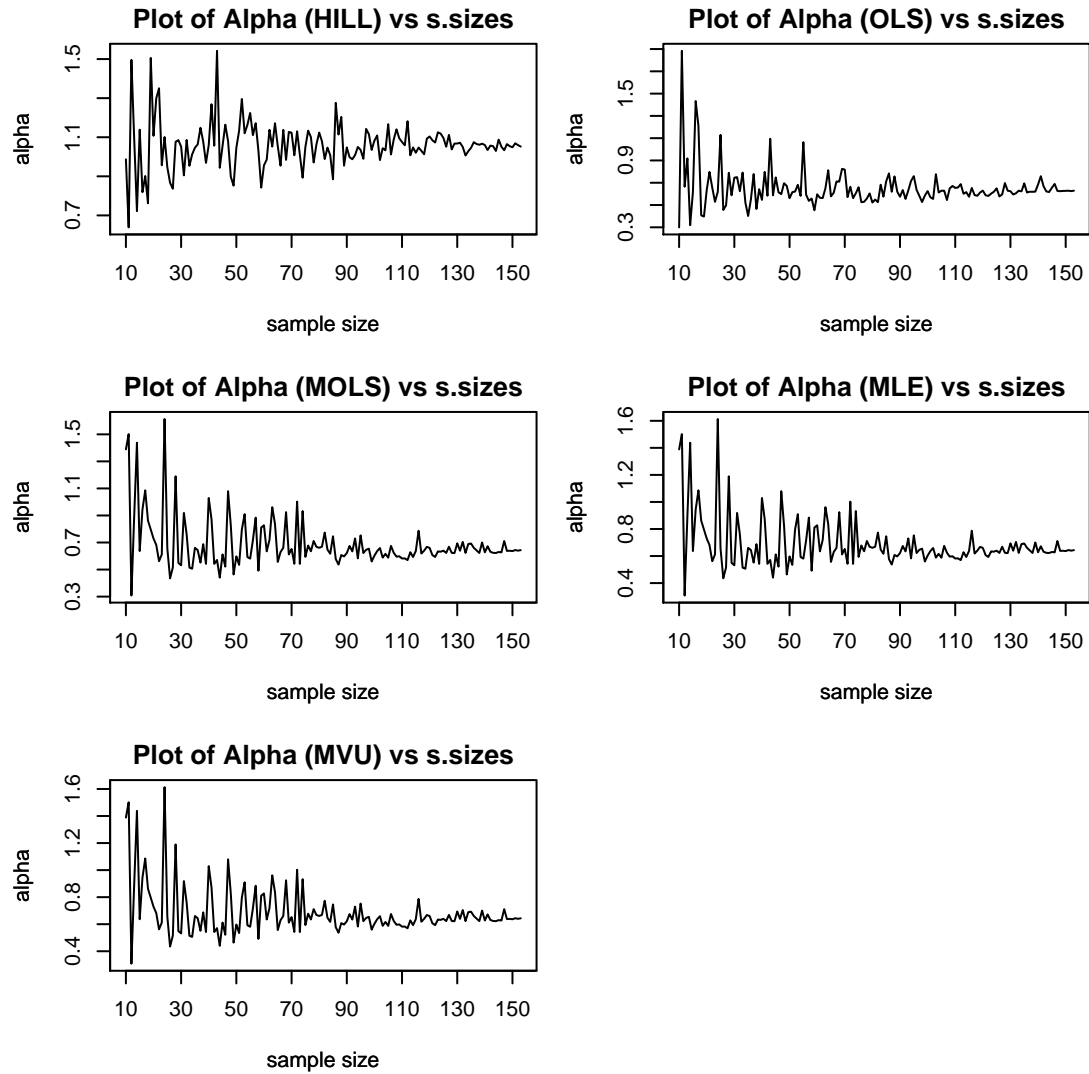 Plot of Alpha (HILL) vs s.sizes
alpha
0.7 1.1 1.5
10 30 50 70 90 110 130 150
sample size
Plot of Alpha (OLS) vs s.sizes
alpha
0.3 0.9 1.5
10 30 50 70 90 110 130 150
sample size
Plot of Alpha (MOLS) vs s.sizes
alpha
0.3 0.7 1.1 1.5
10 30 50 70 90 110 130 150
sample size
Plot of Alpha (MLE) vs s.sizes
alpha
0.4 0.8 1.2 1.6
10 30 50 70 90 110 130 150
sample size
Plot of Alpha (MVU) vs s.sizes
alpha
0.4 0.8 1.2 1.6
10 30 50 70 90 110 130 150
sample size